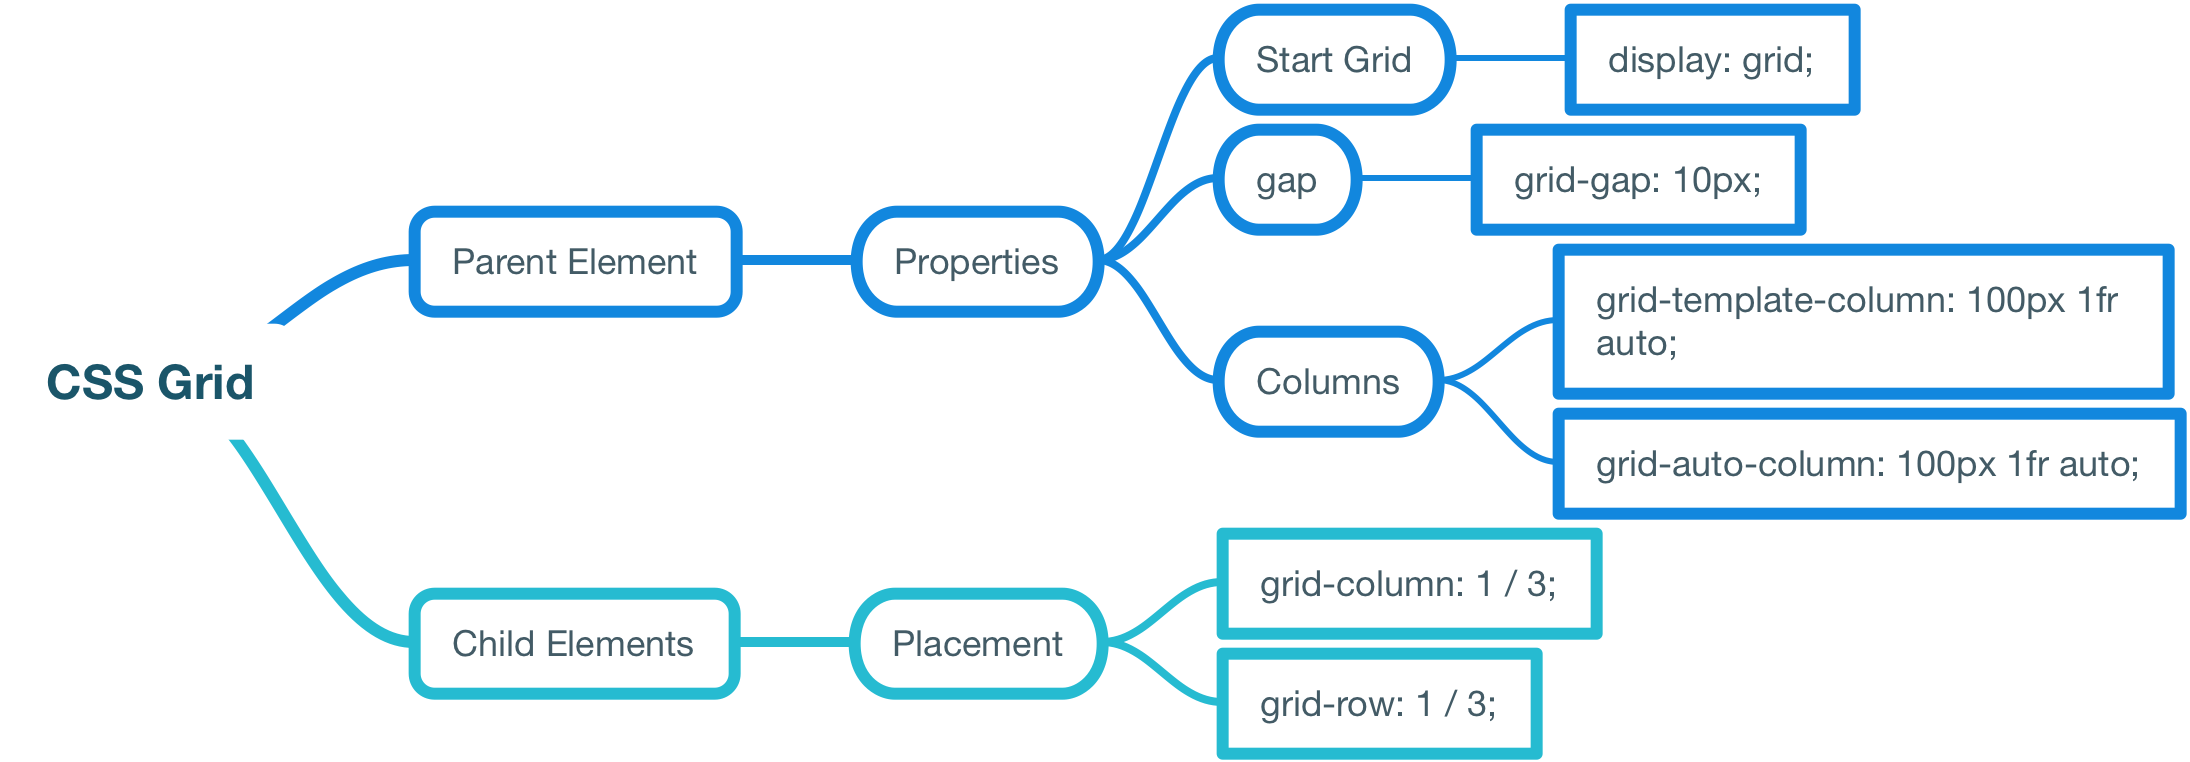 CSS Grid
Parent Element
Properties
Start Grid
display: grid;
gap
grid-gap: 10px;
Columns
grid-template-column: 100px 1fr
auto;
grid-auto-column: 100px 1fr auto;
Child Elements
Placement
grid-column: 1 / 3;
grid-row: 1 / 3;